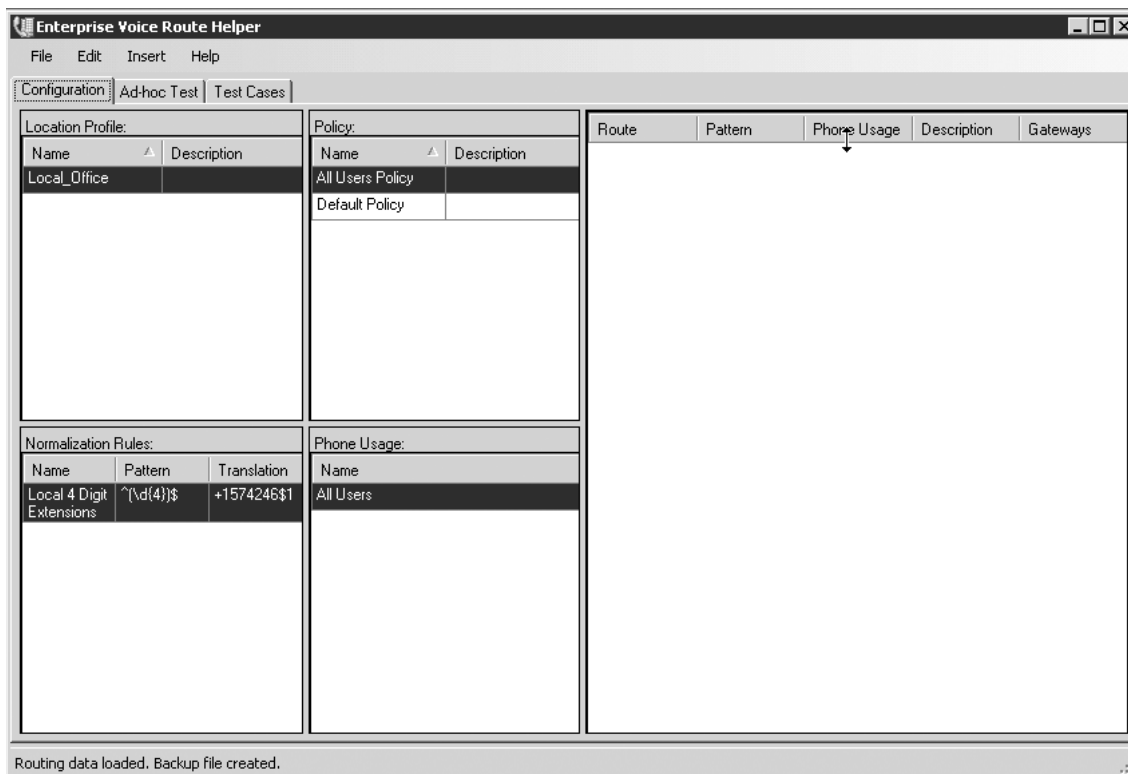 Enterprise Voice Route Helper
File Edit Insert Help
Configuration Ad-hoc Test Test Cases
Location Profile:
Name Description
Local_Office
Policy:
Name Description
All Users Policy
Default Policy
Route Pattern Phone Usage Description Gateways
Normalization Rules:
Name Pattern Translation
Local 4 Digit ^(\d{4})$ +1574246$1
Extensions
Phone Usage:
Name
All Users
Routing data loaded. Backup file created.